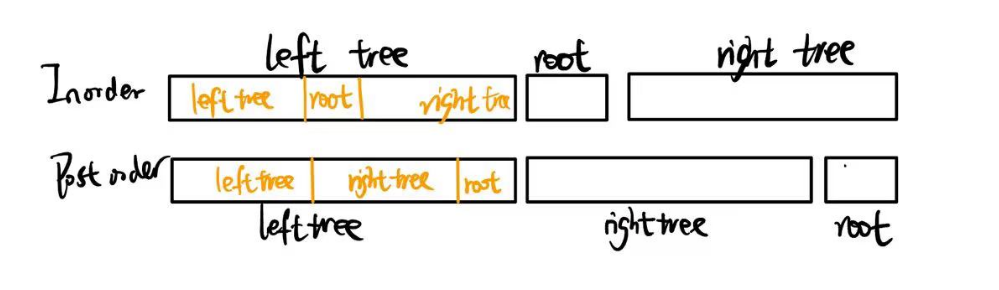 left tree root right tree
Inorder left tree root right tra
Post order left tree right tree root
left tree right tree root